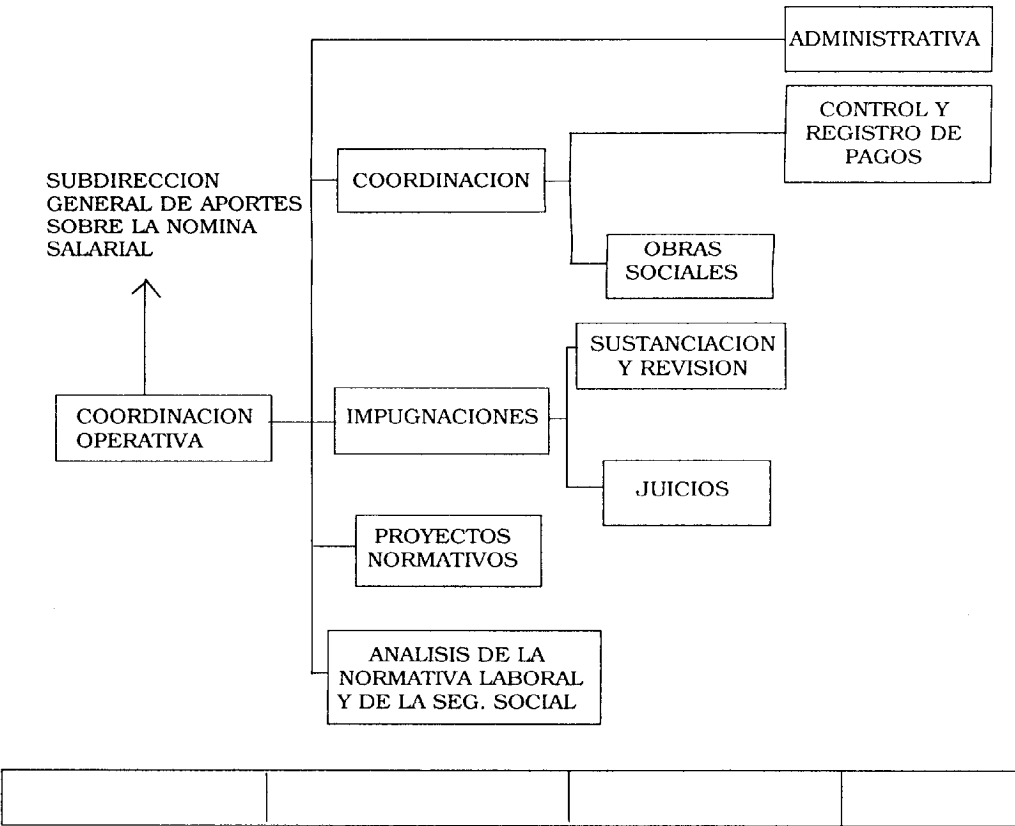 ADMINISTRATIVA
CONTROL Y
REGISTRO DE
PAGOS
COORDINACION
SUBDIRECCION
GENERAL DE APORTES
SOBRE LA NOMINA
SALARIAL
OBRAS
SOCIALES
SUSTANCIACION
Y REVISION
COORDINACION
OPERATIVA
IMPUGNACIONES
JUICIOS
PROYECTOS
NORMATIVOS
ANALISIS DE LA
NORMATIVA LABORAL
Y DE LA SEG. SOCIAL